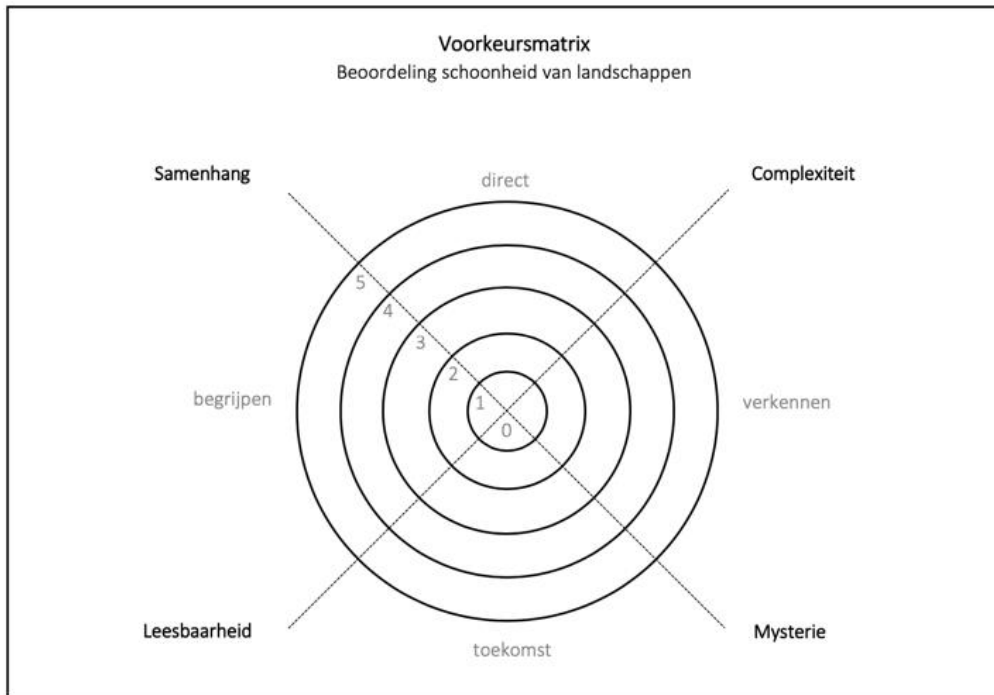 Voorkeursmatrix
Beoordeling schoonheid van landschappen
Samenhang
Complexiteit
direct
5
4
3
2
begrijpen
verkennen
1
0
Leesbaarheid
Mysterie
toekomst